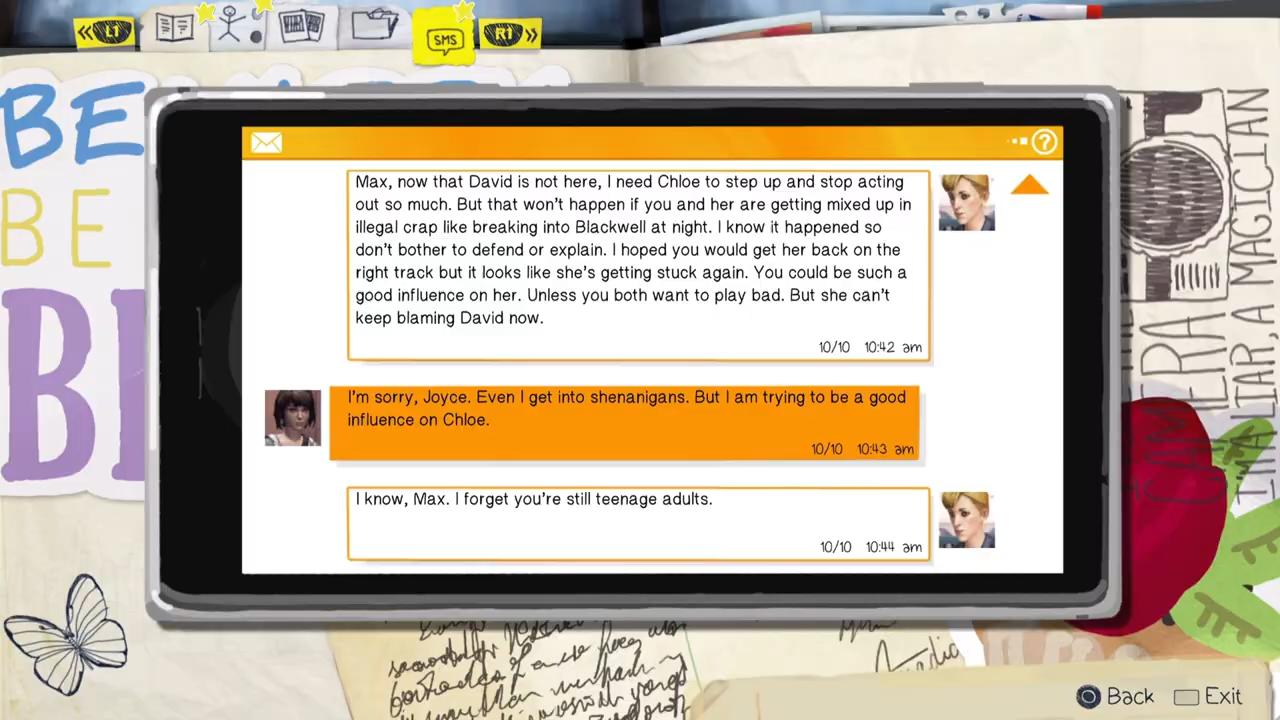 L1
SMS
R1
BE
BE
Max, now that David is not here, I need Chloe to step up and stop acting
out so much. But that won't happen if you and her are getting mixed up in
illegal crap like breaking into Blackwell at night. I know it happened so
don't bother to defend or explain. I hoped you would get her back on the
right track but it looks like she's getting stuck again. You could be such a
good influence on her. Unless you both want to play bad. But she can't
keep blaming David now.
10/10 10:42 am
I'm sorry, Joyce. Even I get into shenanigans. But I am trying to be a good
influence on Chloe.
10/10 10:43 am
I know, Max. I forget you're still teenage adults.
10/10 10:44 am
LIAR, A MAGICIAN
Back Exit